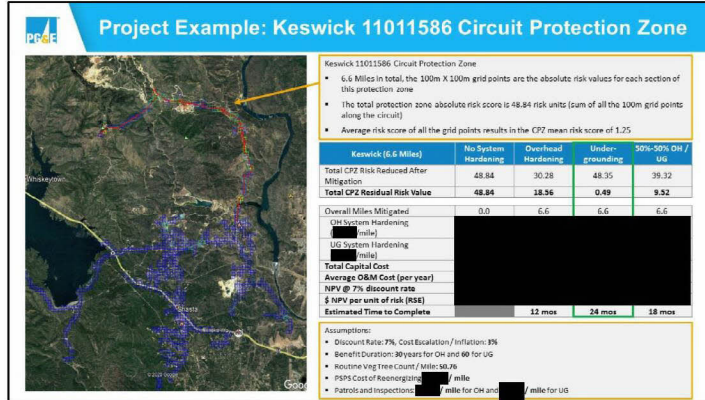 PG&E
Project Example: Keswick 11011586 Circuit Protection Zone
Keswick 11011586 Circuit Protection Zone
▪ 6.6 Miles in total, the 100m X 100m grid points are the absolute risk values for each section of
this protection zone
▪ The total protection zone absolute risk is 48.84 risk units (sum of all the 100m grid points
along the circuit)
▪ Average risk score of all the grid points results in the CPZ mean risk score of 1.25
Keswick (6.6 Miles) No System Hardening Overhead Hardening Under-grounding 50%-50% OH / UG
Total CPZ Risk Reduced After Mitigation 48.84 30.28 48.35 39.32
Total CPZ Residual Risk Value 48.84 18.56 0.49 9.52
Overall Miles Mitigated 0.0 6.6 6.6 6.6
OH System Hardening
( /mile)
UG System Hardening
( /mile)
Total Capital Cost
Average O&M Cost (per year)
NPV @ 7% discount rate
$ NPV per unit of risk (RSE)
Estimated Time to Complete 12 mos 24 mos 18 mos
Assumptions:
▪ Discount Rate: 7%, Cost Escalation / Inflation: 3%
▪ Benefit Duration: 30 years for OH and 60 for UG
▪ Routine Veg Tree Count / Mile: 50.76
▪ PSPS Cost of Reenergizing / mile
▪ Patrols and Inspections: / mile for OH and / mile for UG
Whiskeytown
Shasta
© 2020 Google
Goo